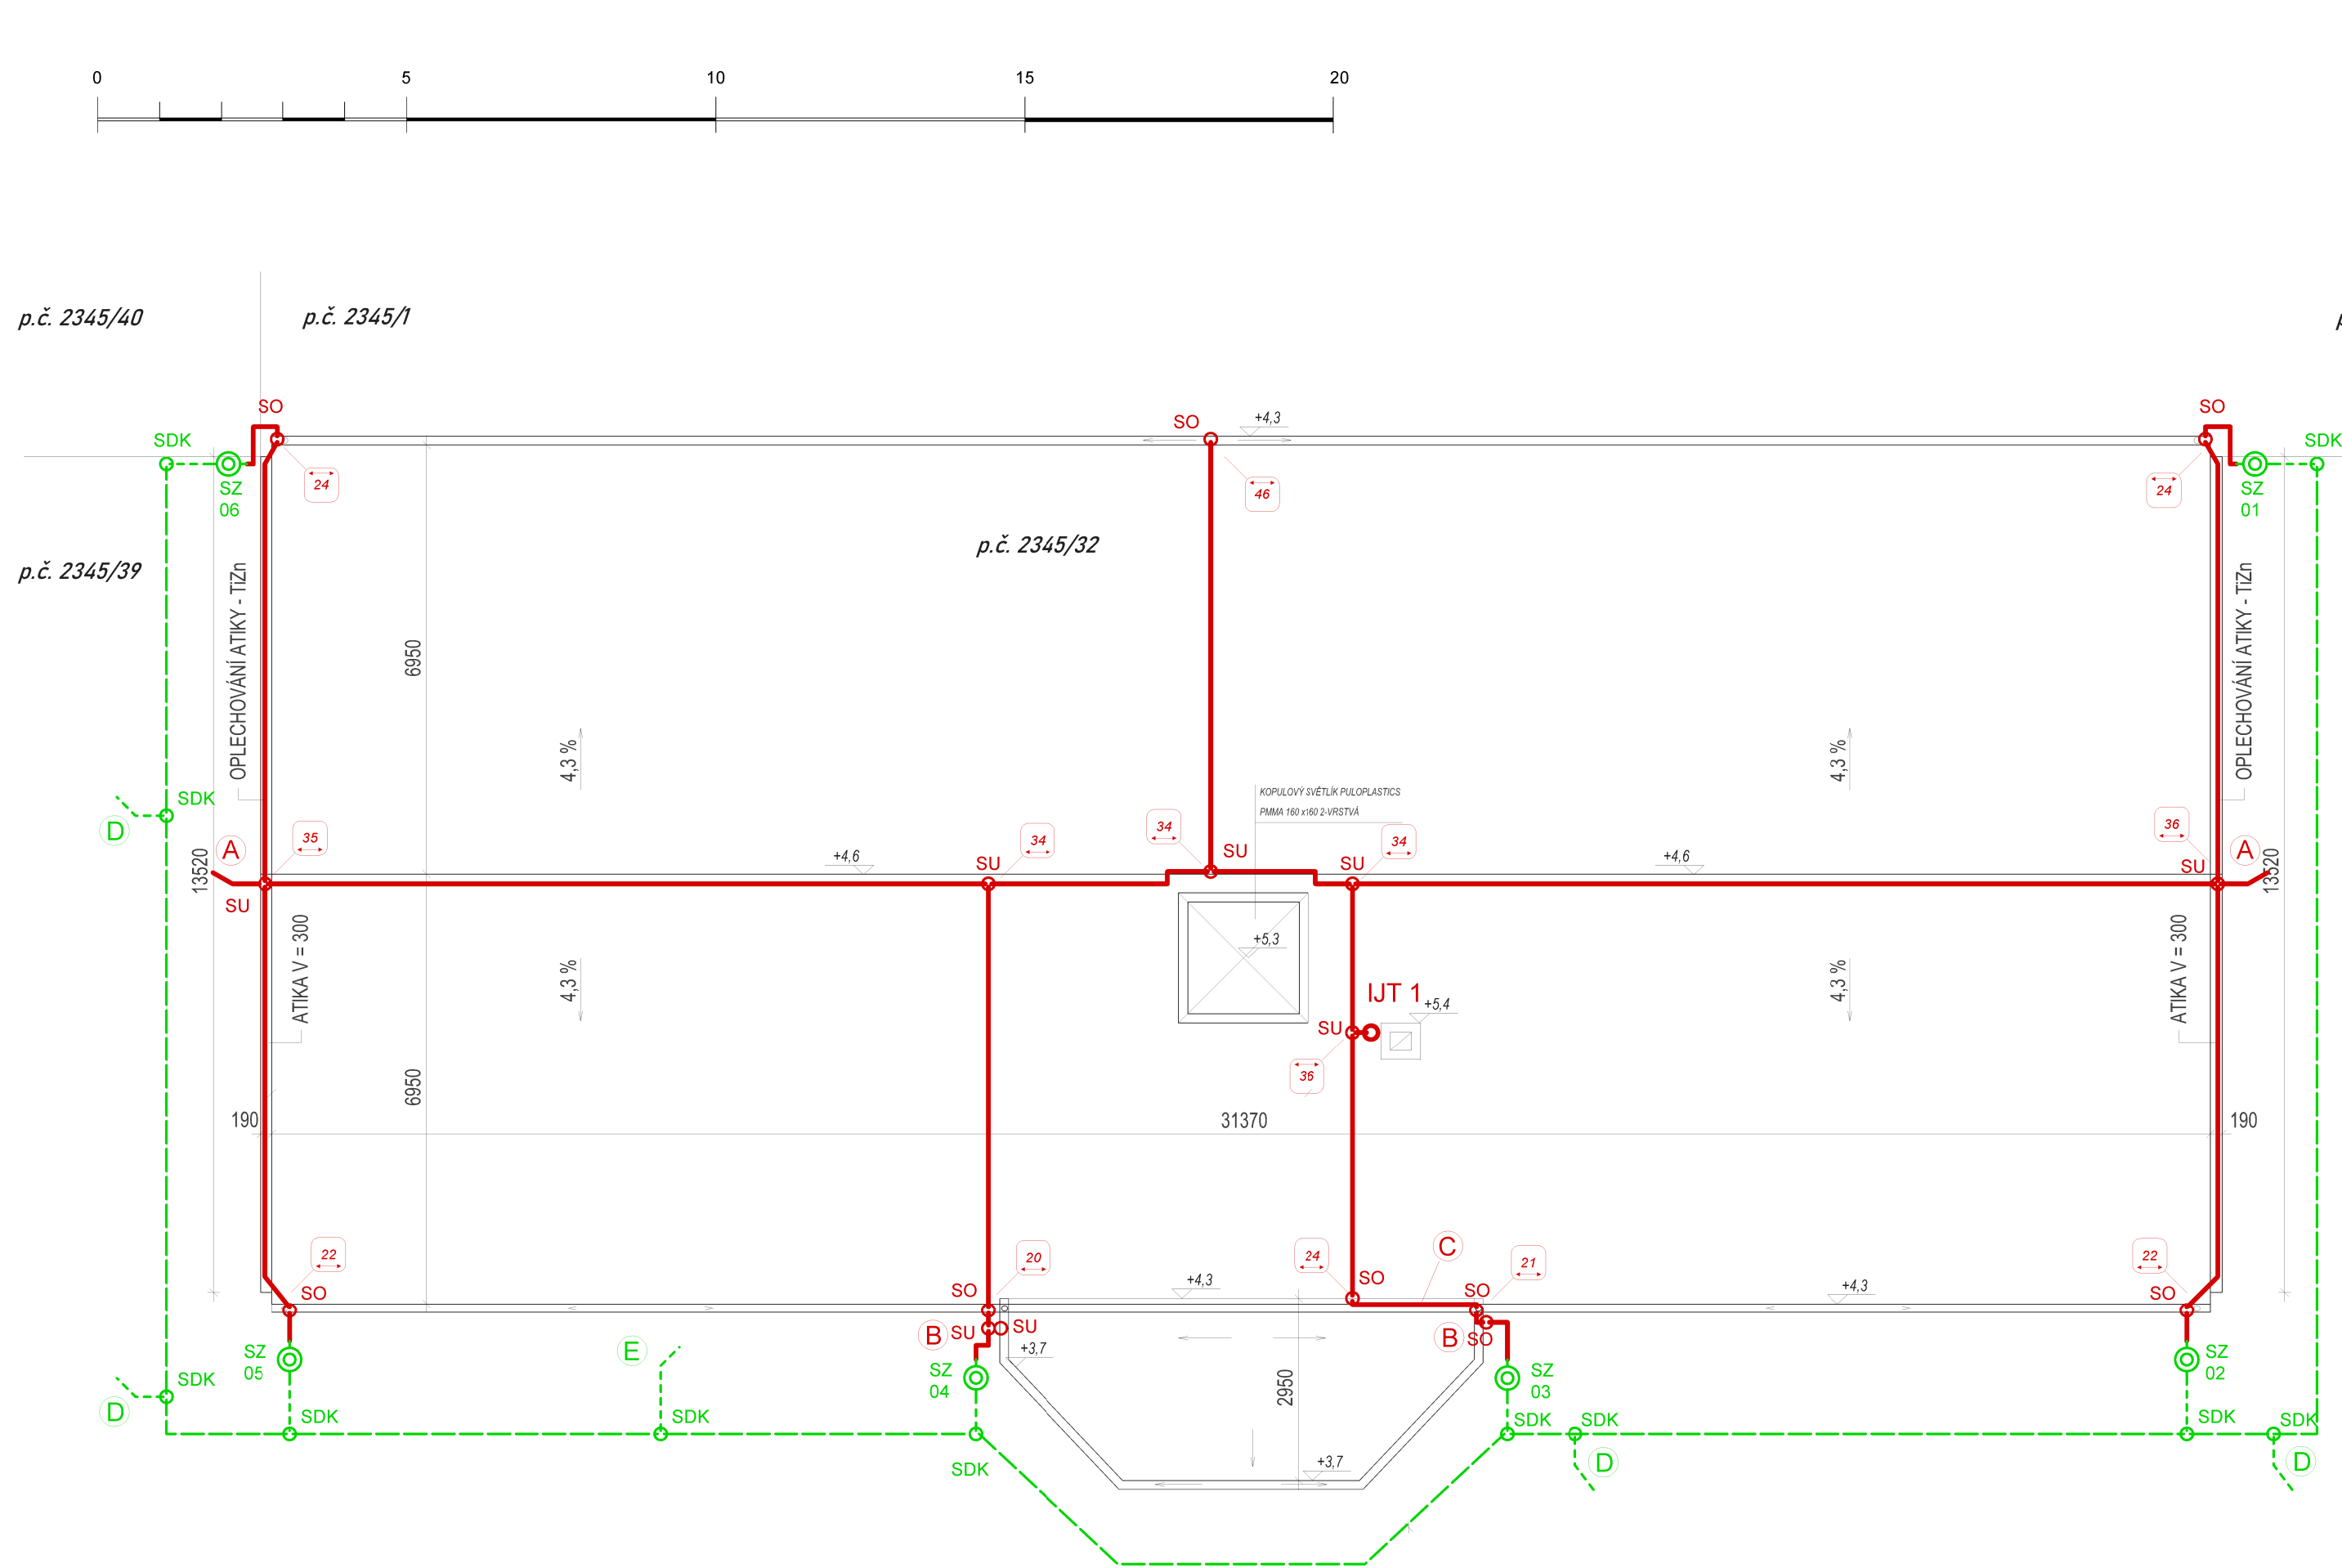 0 5 10 15 20
p.č. 2345/40
p.č. 2345/1
SO
SO
+4,3
SO
SDK
SDK
24
46
24
SZ
06
SZ
01
p.č. 2345/32
p.č. 2345/39
OPLECHOVÁNÍ ATIKY - TiZn
OPLECHOVÁNÍ ATIKY - TiZn
6950
4,3 %
4,3 %
KOPULOVÝ SVĚTLÍK PULOPLASTICS
PMMA 160 x160 2-VRSTVÁ
SDK
D
A
35
34
34
34
36
A
13520
13520
+4,6
+4,6
SU
SU
SU
SU
SU
ATIKA V = 300
ATIKA V = 300
+5,3
4,3 %
4,3 %
IJT 1
+5,4
SU
36
6950
190
31370
190
22
20
24
C
21
22
SO
SO
+4,3
SO
SO
+4,3
SO
B
SU
SU
B
SO
E
+3,7
SZ
05
SZ
04
SZ
03
SZ
02
SDK
2950
D
SDK
SDK
SDK
SDK
SDK
SDK
SDK
+3,7
D
D